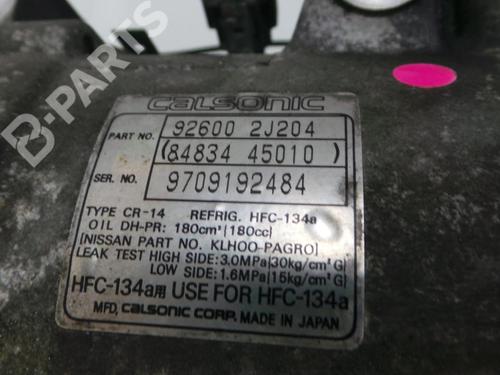 B-PARTS
calsonic
PART NO. 92600 2J204
(84834 45010)
SER. NO. 9709192484
TYPE CR-14 REFRIG. HFC-134a
OIL DH-PR: 180cm³(180cc)
[NISSAN PART NO. KLHOO-PAGRO]
LEAK TEST HIGH SIDE: 3.0MPa(30kg/cm²G)
LOW SIDE: 1.6MPa(15kg/cm²G)
HFC-134a用 USE FOR HFC-134a
MFD. calsonic CORP. MADE IN JAPAN